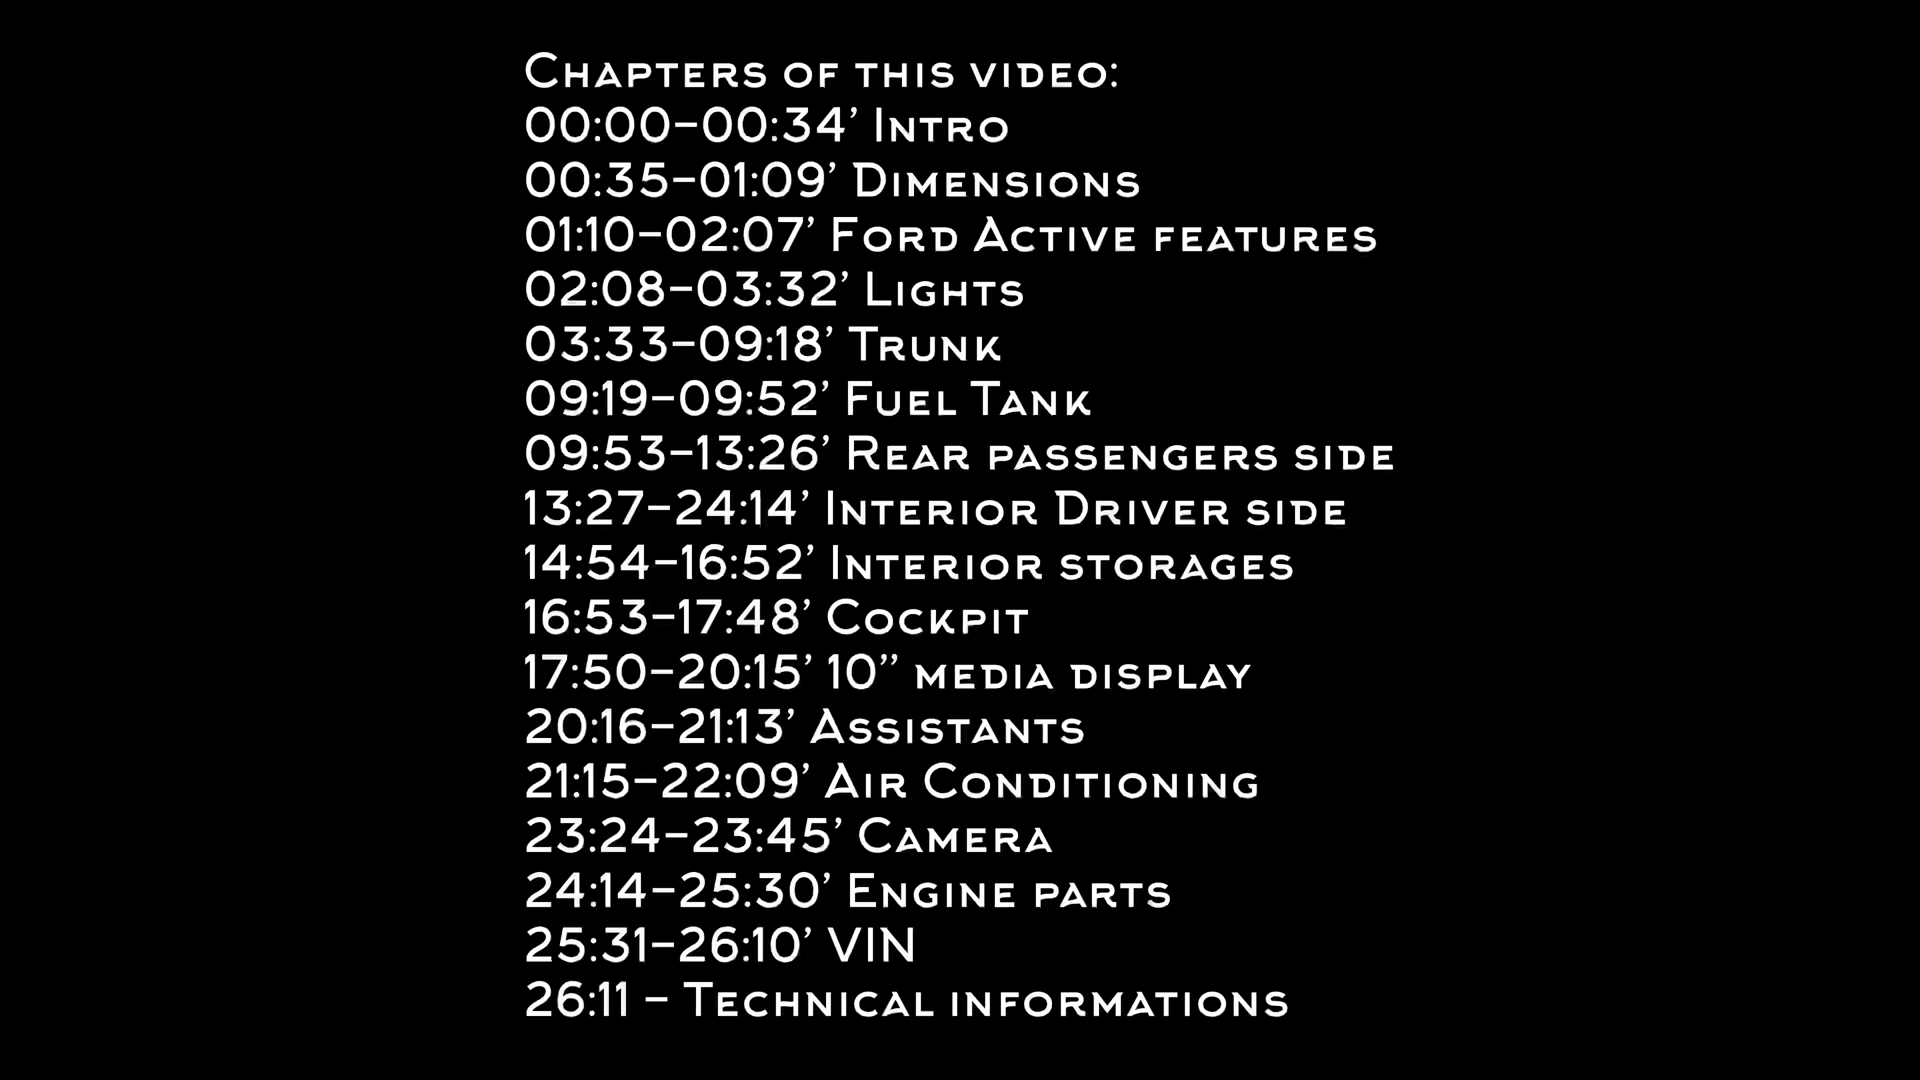 Chapters of this video:
00:00-00:34’ Intro
00:35-01:09’ Dimensions
01:10-02:07’ Ford Active features
02:08-03:32’ Lights
03:33-09:18’ Trunk
09:19-09:52’ Fuel Tank
09:53-13:26’ Rear passengers side
13:27-24:14’ Interior Driver side
14:54-16:52’ Interior storages
16:53-17:48’ Cockpit
17:50-20:15’ 10” media display
20:16-21:13’ Assistants
21:15-22:09’ Air Conditioning
23:24-23:45’ Camera
24:14-25:30’ Engine parts
25:31-26:10’ VIN
26:11 - Technical informations